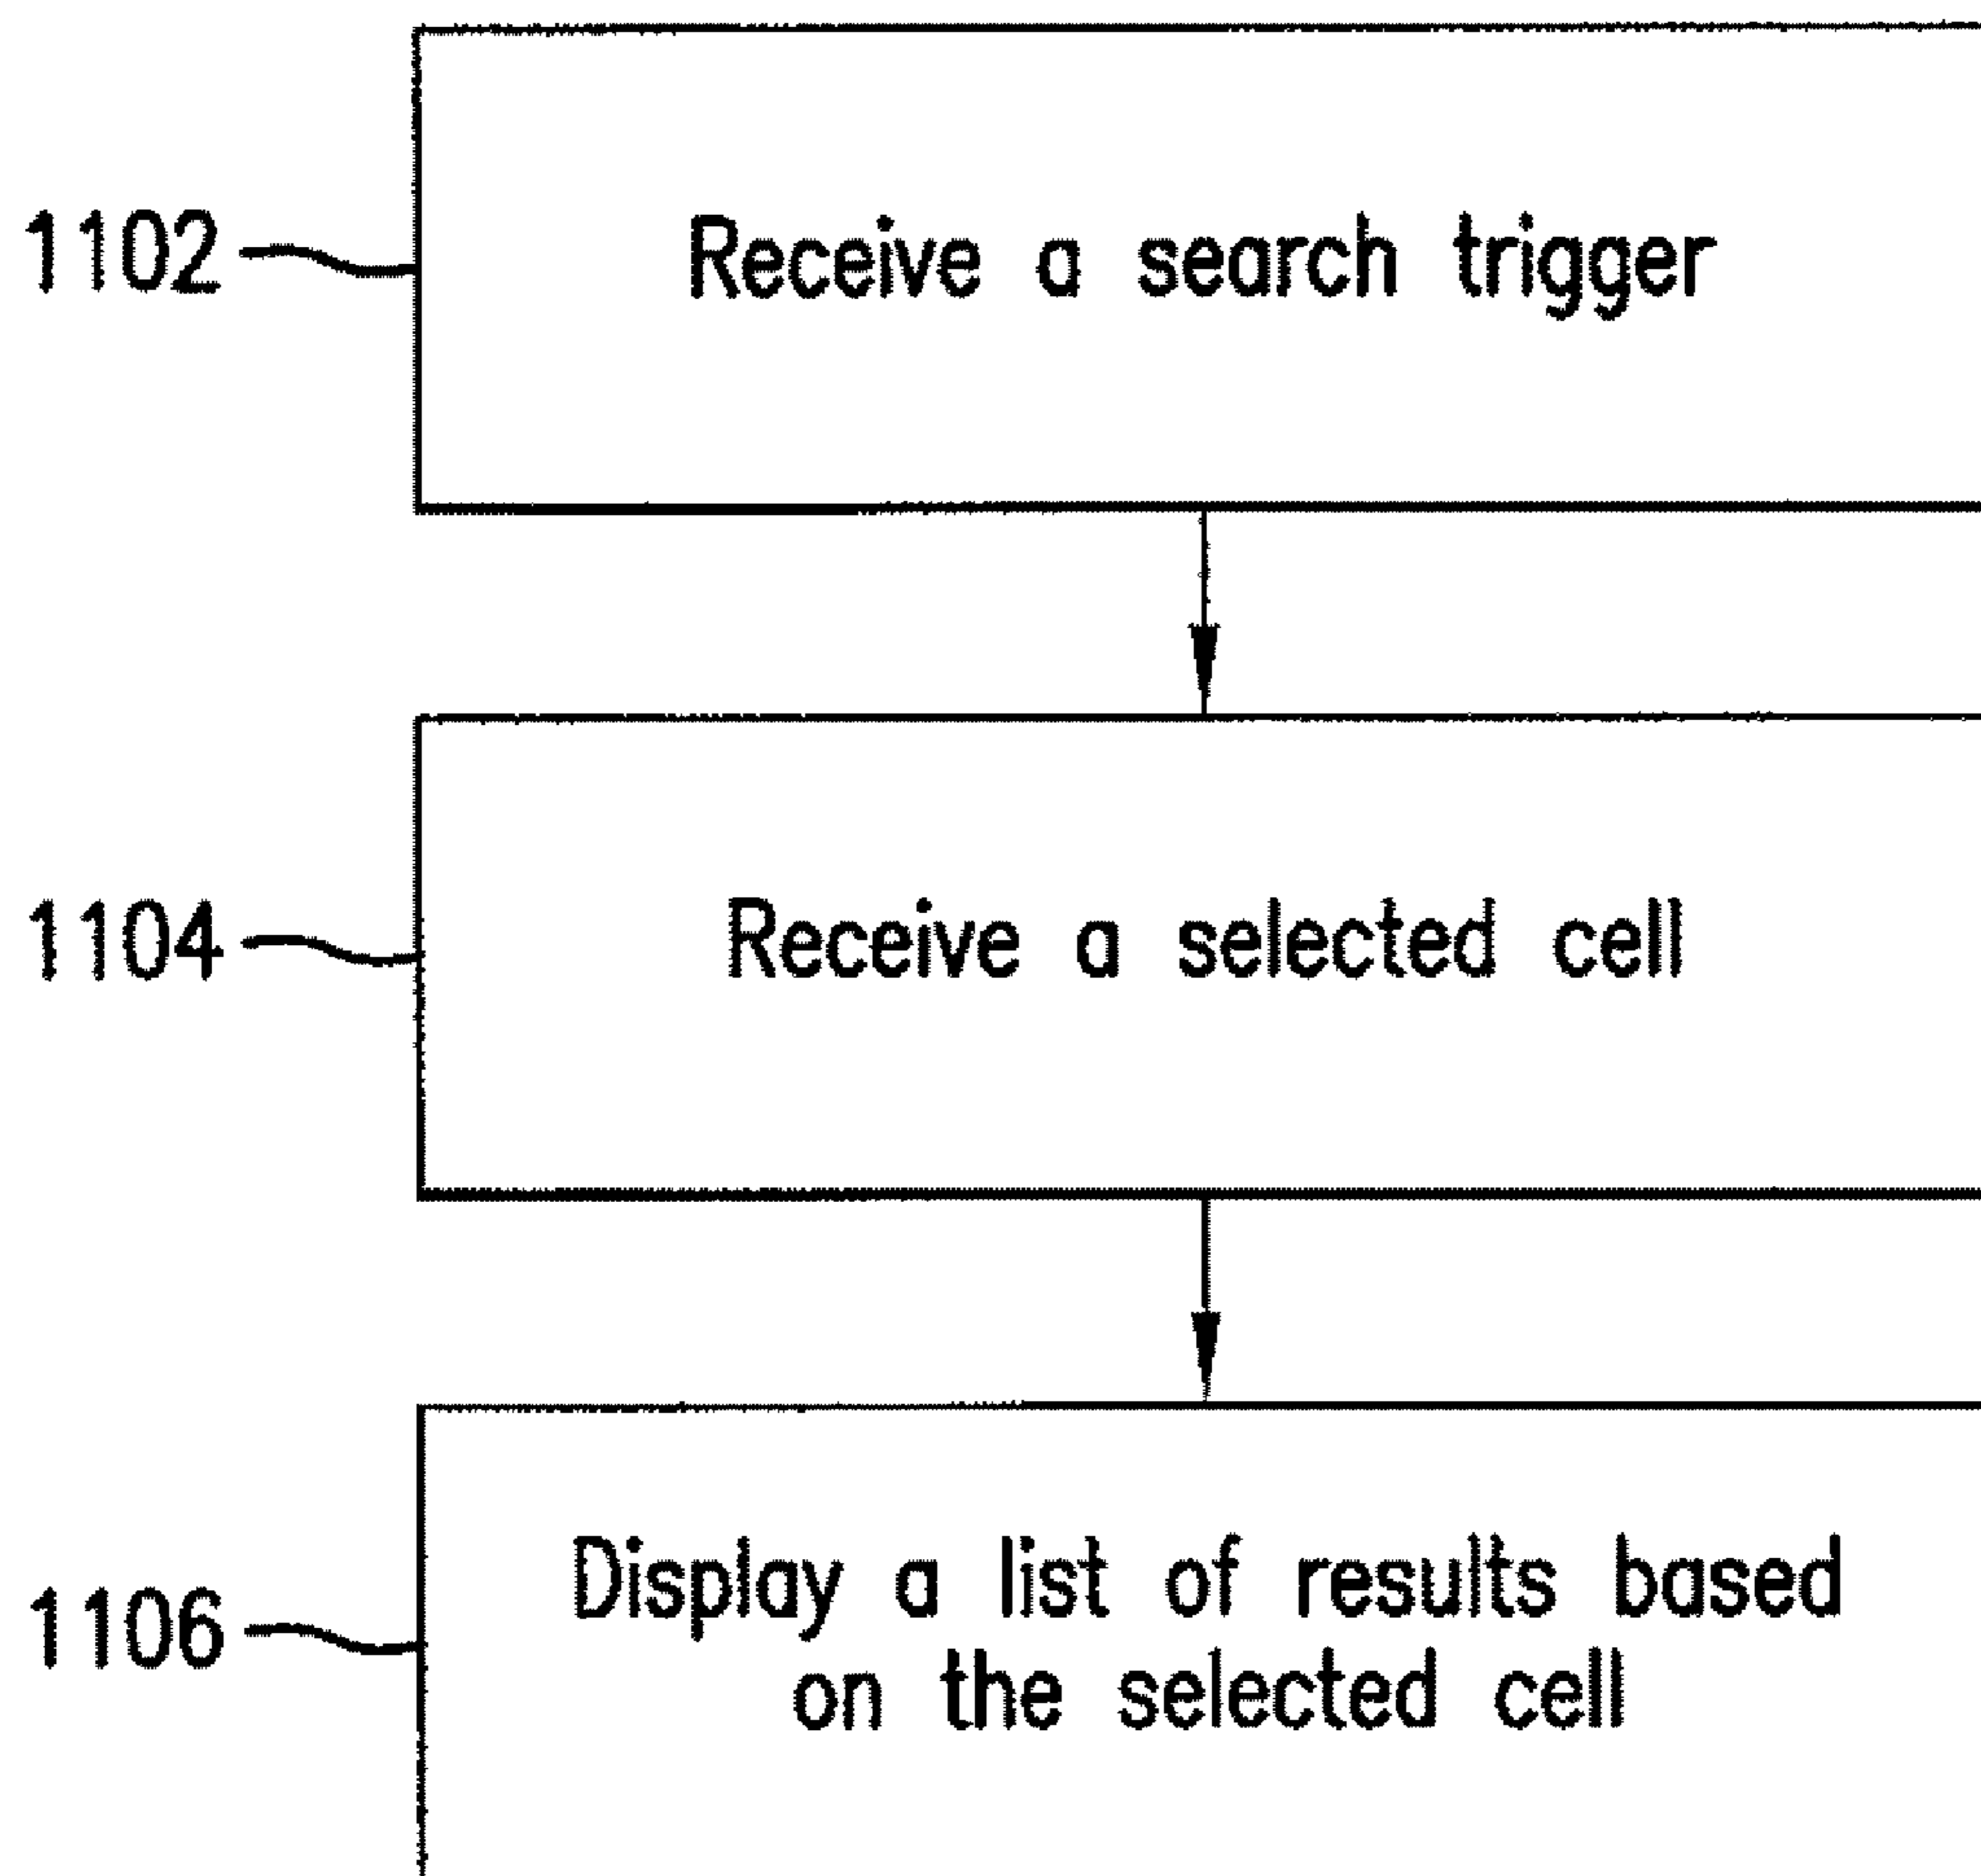 1102
Receive a search trigger
1104
Receive a selected cell
1106
Display a list of results based
on the selected cell